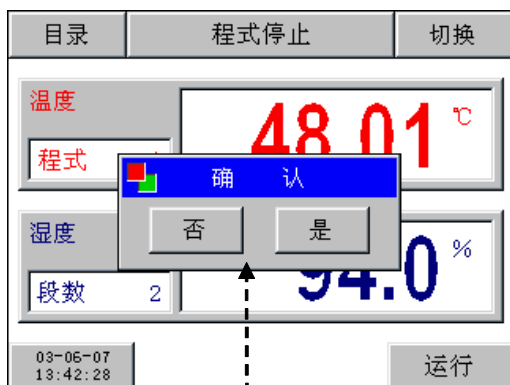 目录 程式停止 切换
温度
48.01 ℃
程式
确 认
否 是
湿度
94.0 %
段数 2
03-06-07
13:42:28
运行